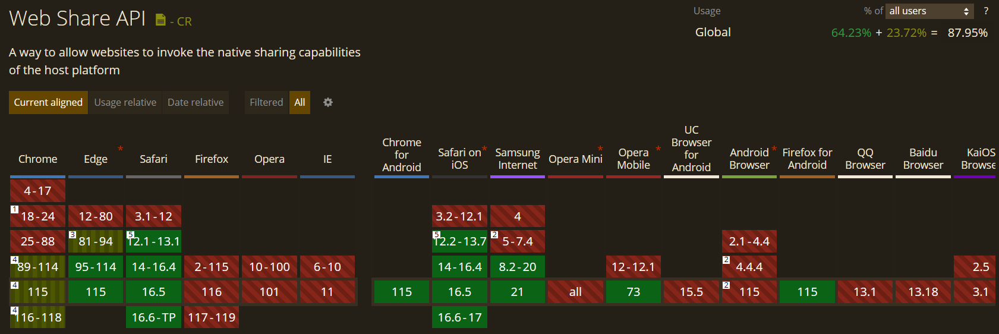 Web Share API - CR
Usage % of all users ?
Global 64.23% + 23.72% = 87.95%
A way to allow websites to invoke the native sharing capabilities
of the host platform
Current aligned Usage relative Date relative Filtered All
Chrome Edge * Safari Firefox Opera IE Chrome for Android Safari on iOS * Samsung Internet Opera Mini * Opera Mobile * UC Browser for Android Android Browser * Firefox for Android QQ Browser Baidu Browser KaiOS Browse
4-17
1 18-24 12-80 3.1-12 3.2-12.1 4
25-88 3 81-94 5 12.1-13.1 5 12.2-13.7 2 5-7.4 2.1-4.4
4 89-114 95-114 14-16.4 2-115 10-100 6-10 14-16.4 8.2-20 12-12.1 2 4.4.4 2.5
4 115 115 16.5 116 101 11 115 16.5 21 all 73 15.5 2 115 115 13.1 13.18 3.1
4 116-118 16.6-TP 117-119 16.6-17